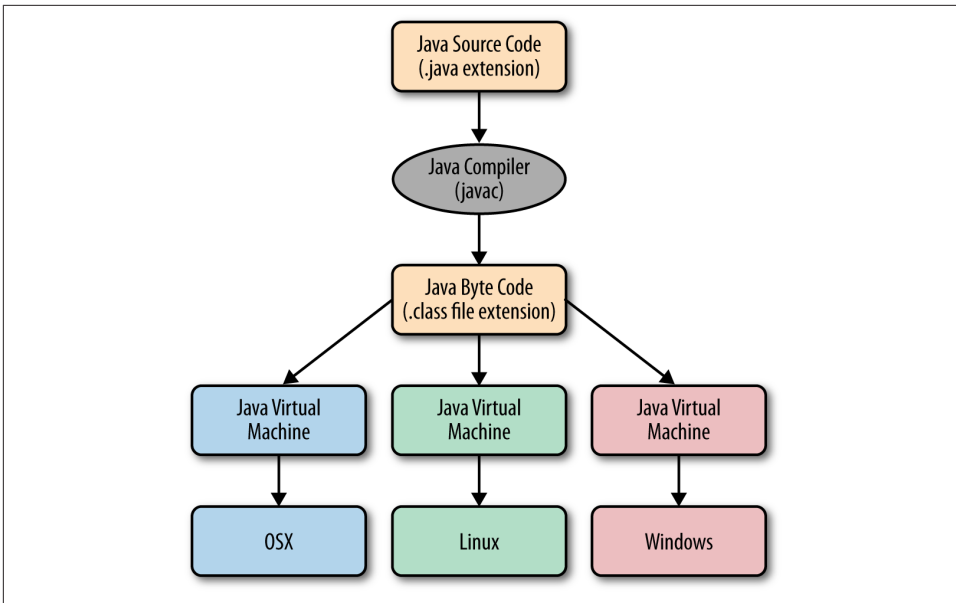 Java Source Code
(.java extension)
Java Compiler
(javac)
Java Byte Code
(.class file extension)
Java Virtual
Machine
Java Virtual
Machine
Java Virtual
Machine
OSX
Linux
Windows